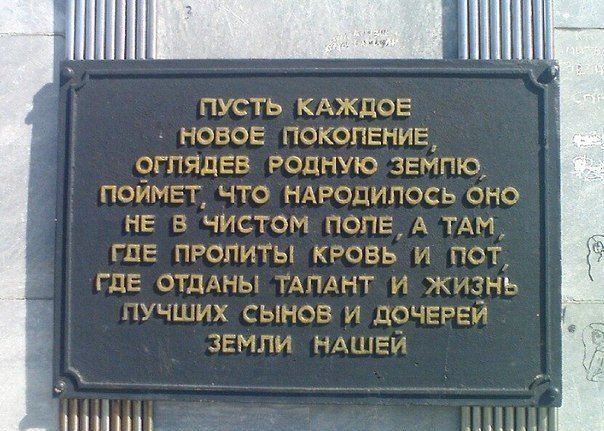 ПУСТЬ КАЖДОЕ
НОВОЕ ПОКОЛЕНИЕ,
ОГЛЯДЕВ РОДНУЮ ЗЕМЛЮ,
ПОЙМЕТ, ЧТО НАРОДИЛОСЬ ОНО
НЕ В ЧИСТОМ ПОЛЕ, А ТАМ,
ГДЕ ПРОЛИТЫ КРОВЬ И ПОТ,
ГДЕ ОТДАНЫ ТАЛАНТ И ЖИЗНЬ
ЛУЧШИХ СЫНОВ И ДОЧЕРЕЙ
ЗЕМЛИ НАШЕЙ